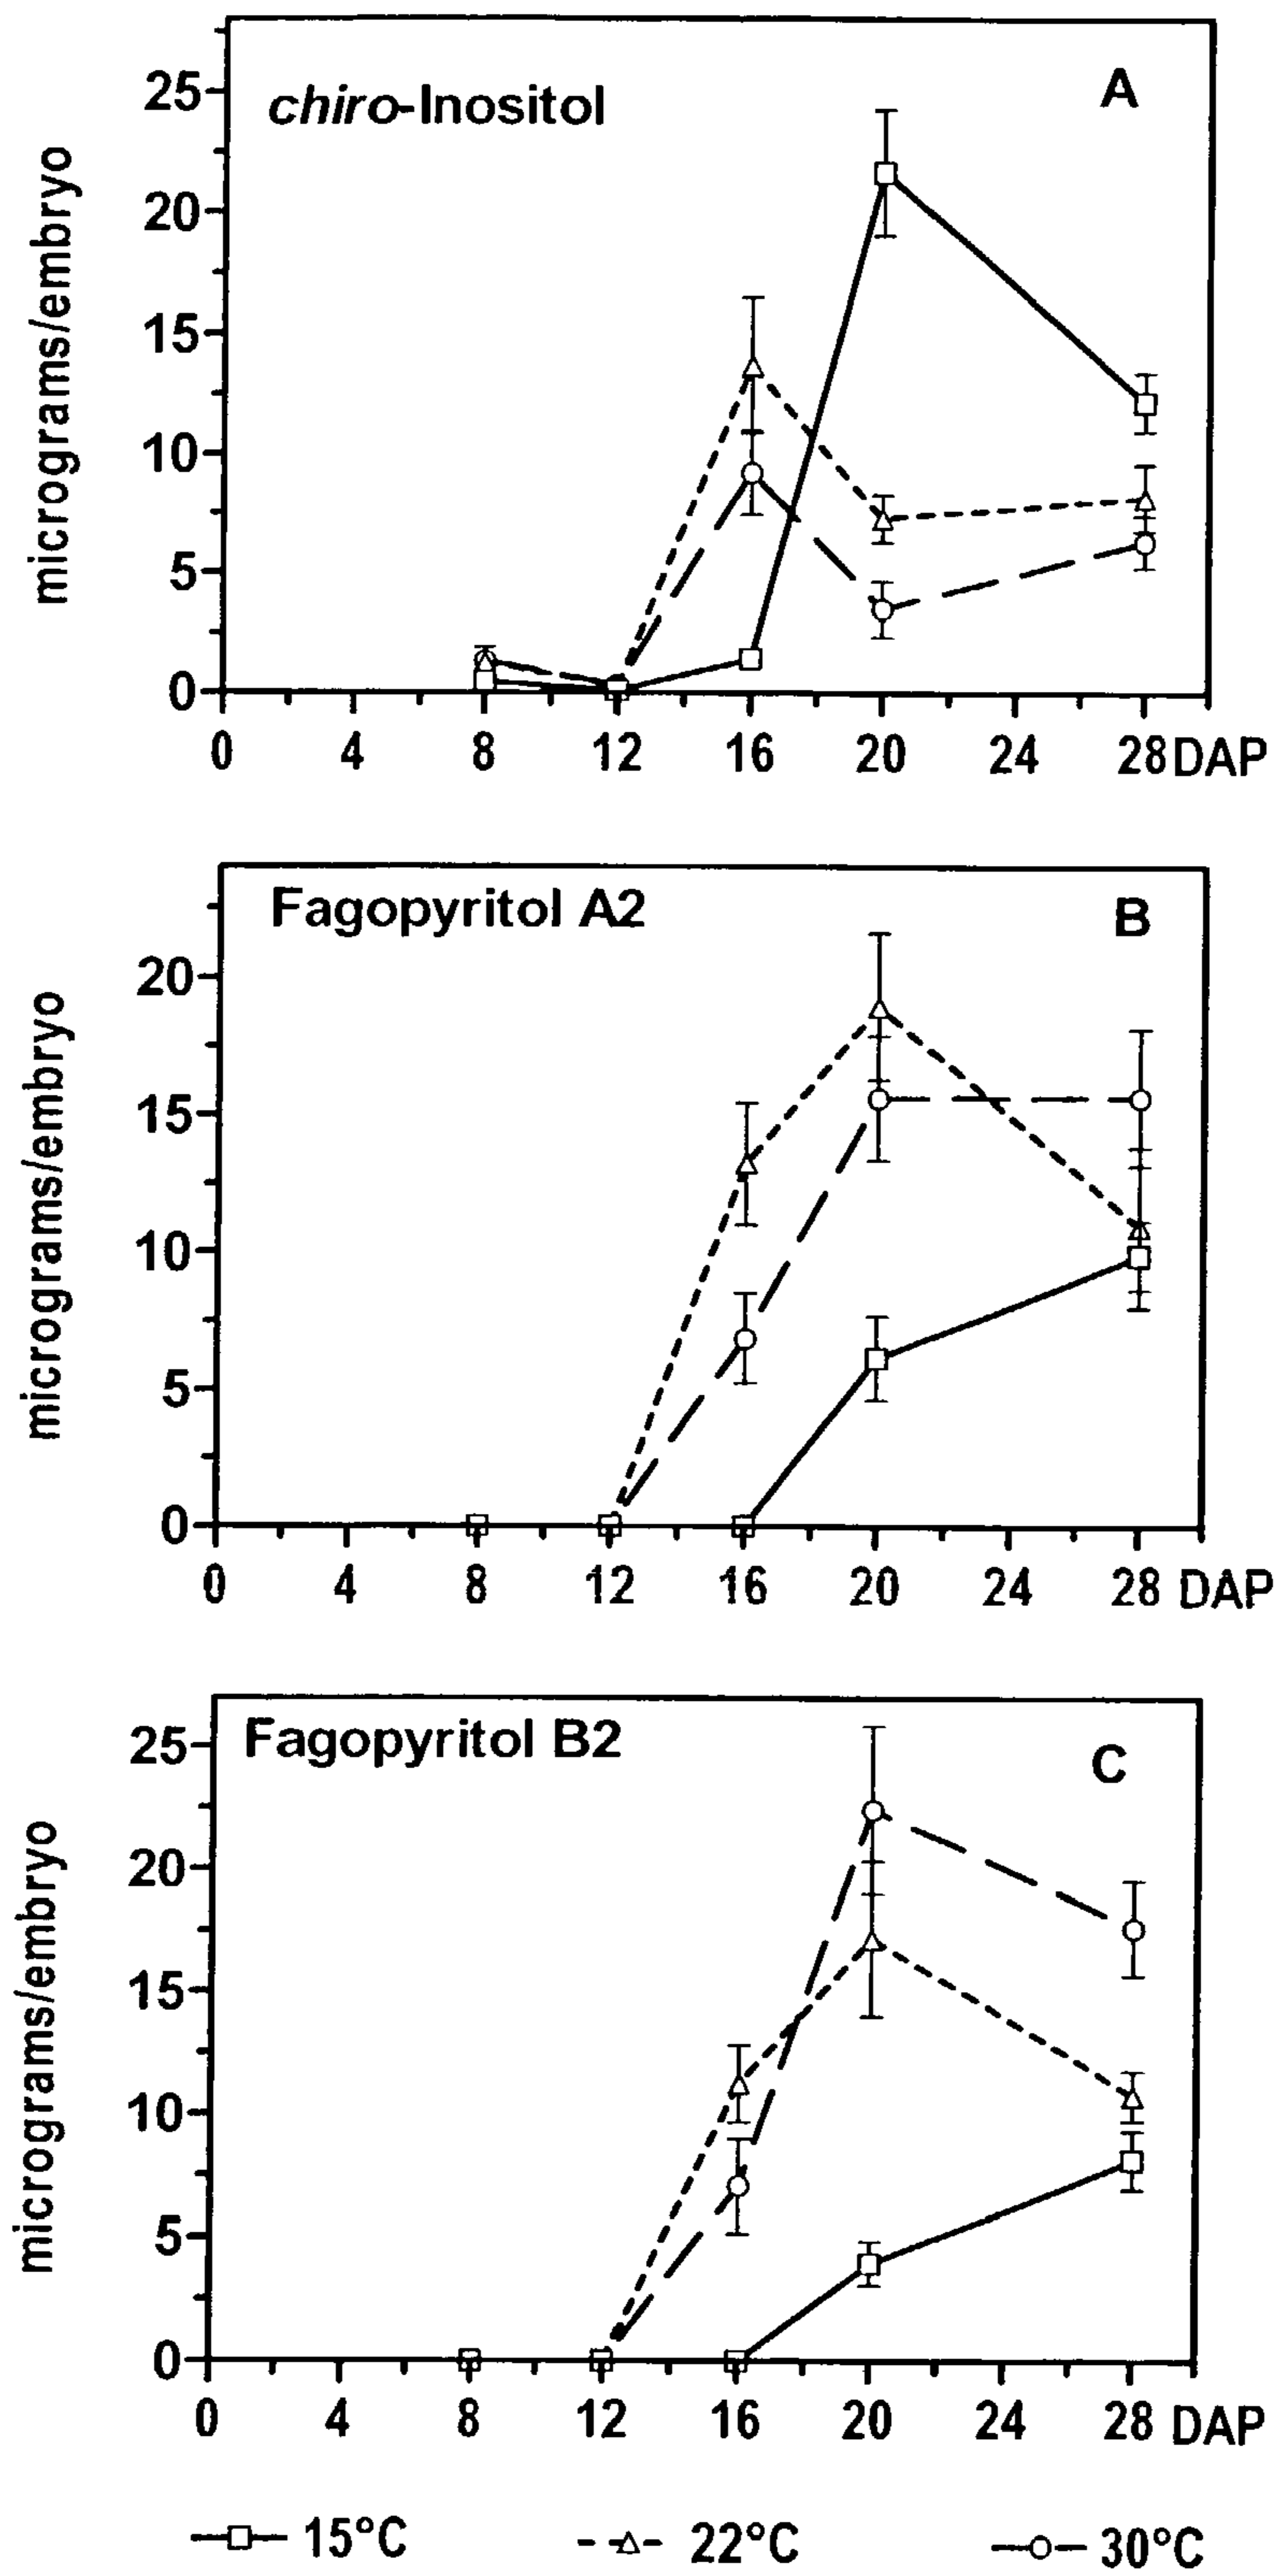 A
chiro-Inositol
micrograms/embryo
25
20
15
10
5
0
0 4 8 12 16 20 24 28 DAP
Fagopyritol A2 B
micrograms/embryo
20
15
10
5
0
0 4 8 12 16 20 24 28 DAP
Fagopyritol B2 C
micrograms/embryo
25
20
15
10
5
0
0 4 8 12 16 20 24 28 DAP
15°C 22°C 30°C